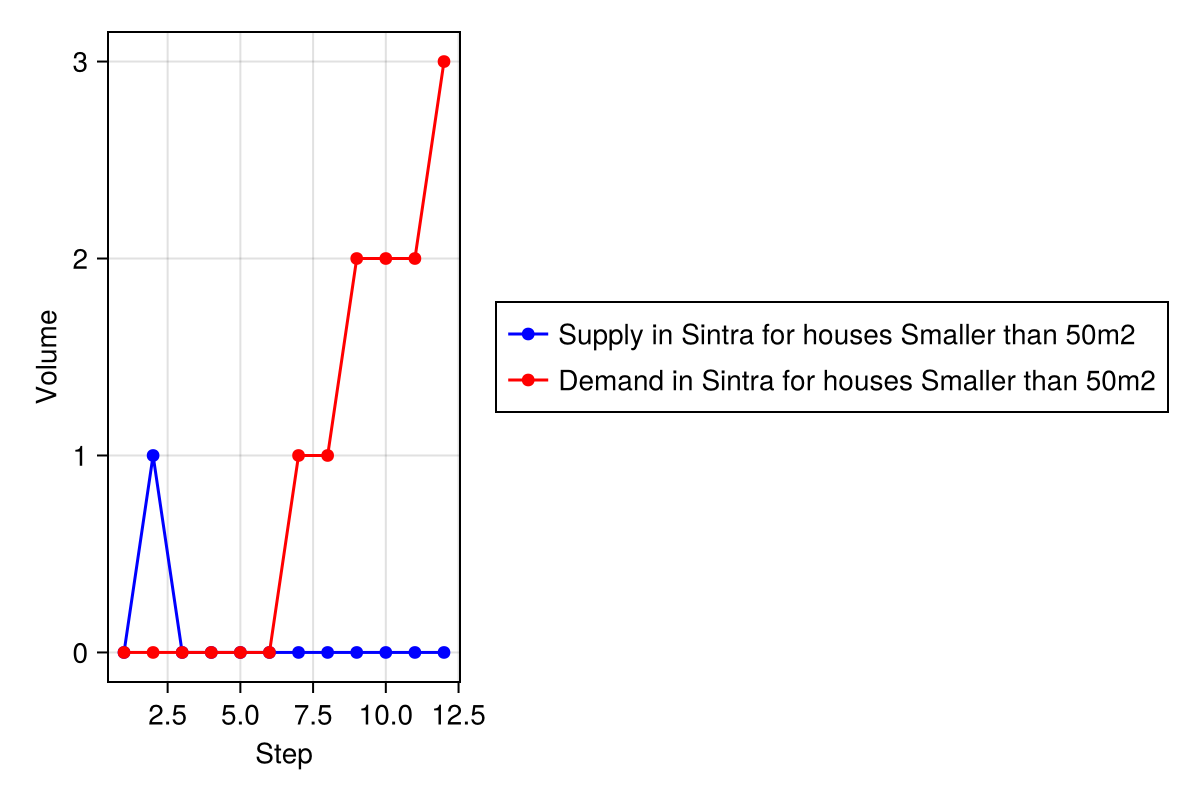 3
2
1
0
Volume
2.5 5.0 7.5 10.0 12.5
Step
Supply in Sintra for houses Smaller than 50m2
Demand in Sintra for houses Smaller than 50m2